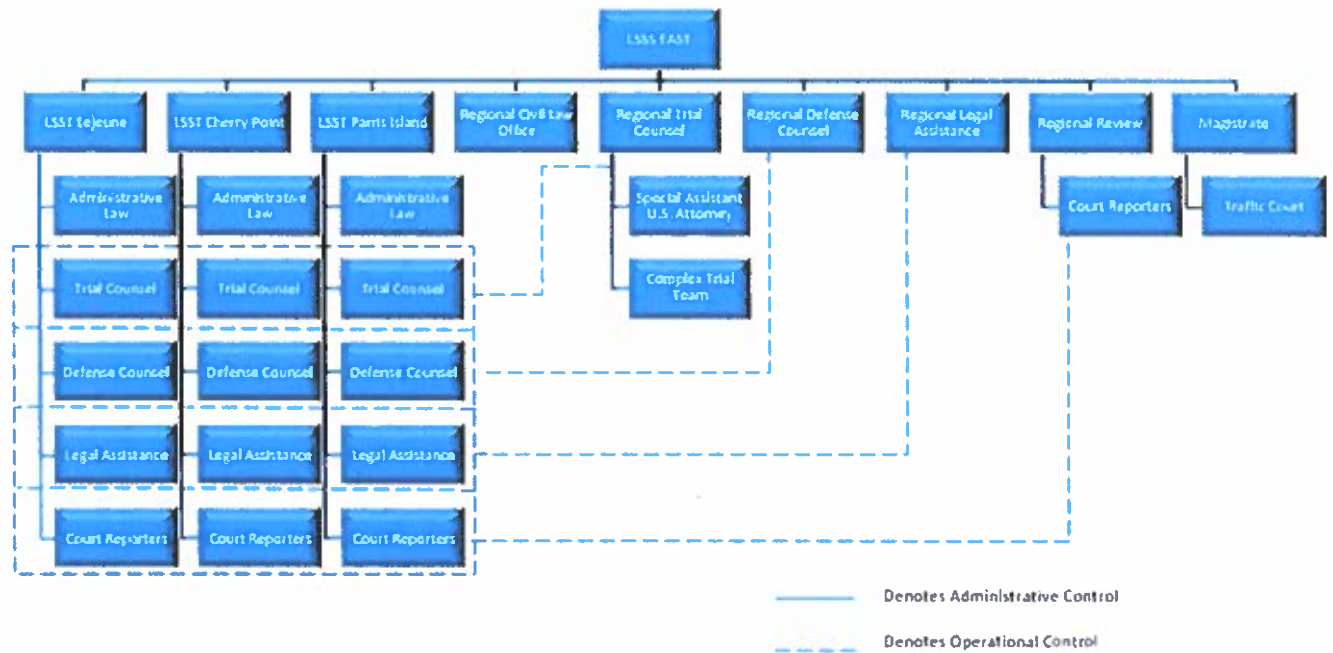 LSSS EAST
LSST Lejeune
LSST Cherry Point
LSST Parris Island
Regional Civil Law
Office
Regional Trial
Counsel
Regional Defense
Counsel
Regional Legal
Assistance
Regional Review
Magistrate
Administrative
Law
Administrative
Law
Administrative
Law
Special Assistant
U.S. Attorney
Court Reporters
Traffic Court
Trial Counsel
Trial Counsel
Trial Counsel
Complex Trial
Team
Defense Counsel
Defense Counsel
Defense Counsel
Legal Assistance
Legal Assistance
Legal Assistance
Court Reporters
Court Reporters
Court Reporters
Denotes Administrative Control
Denotes Operational Control